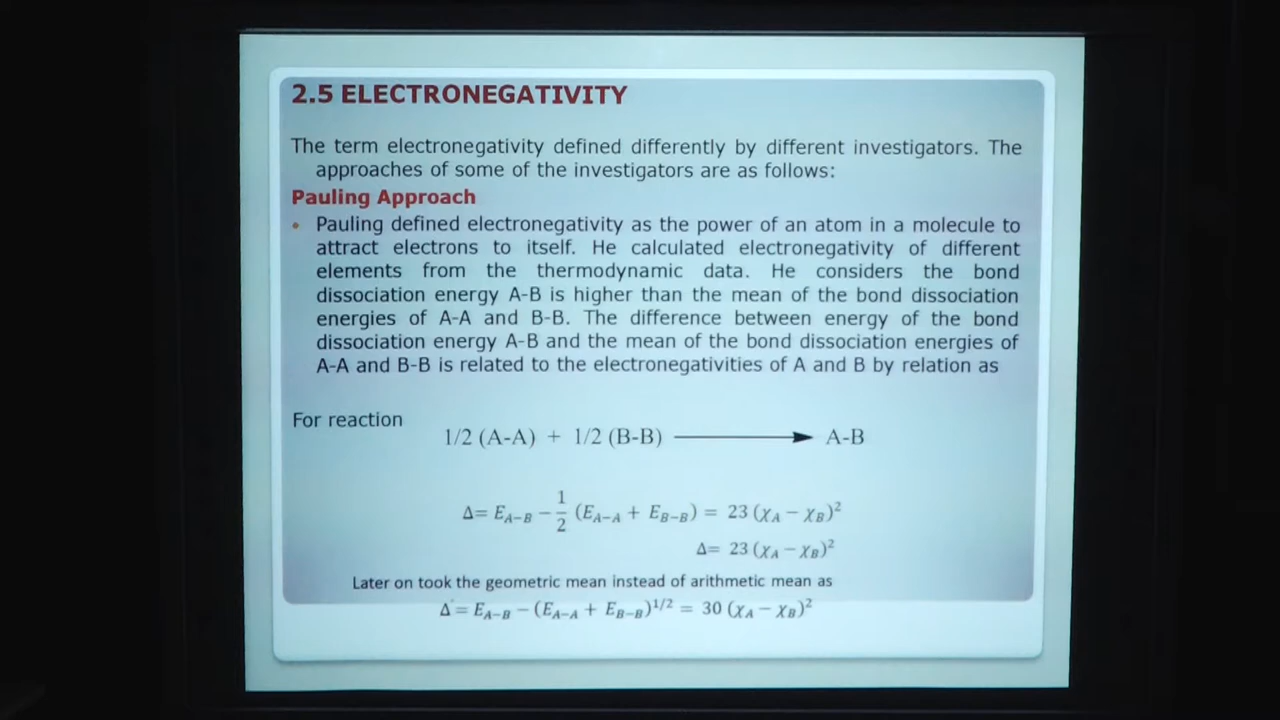 2.5 ELECTRONEGATIVITY
The term electronegativity defined differently by different investigators. The
approaches of some of the investigators are as follows:
Pauling Approach
• Pauling defined electronegativity as the power of an atom in a molecule to
attract electrons to itself. He calculated electronegativity of different
elements from the thermodynamic data. He considers the bond
dissociation energy A-B is higher than the mean of the bond dissociation
energies of A-A and B-B. The difference between energy of the bond
dissociation energy A-B and the mean of the bond dissociation energies of
A-A and B-B is related to the electronegativities of A and B by relation as
For reaction
1/2 (A-A) + 1/2 (B-B) ⟶ A-B
Δ= E_{A−B} − \frac{1}{2} (E_{A−A} + E_{B−B}) = 23 (χ_A − χ_B)²
Δ= 23 (χ_A − χ_B)²
Later on took the geometric mean instead of arithmetic mean as
Δ' = E_{A−B} − (E_{A−A} + E_{B−B})^{1/2} = 30 (χ_A − χ_B)²